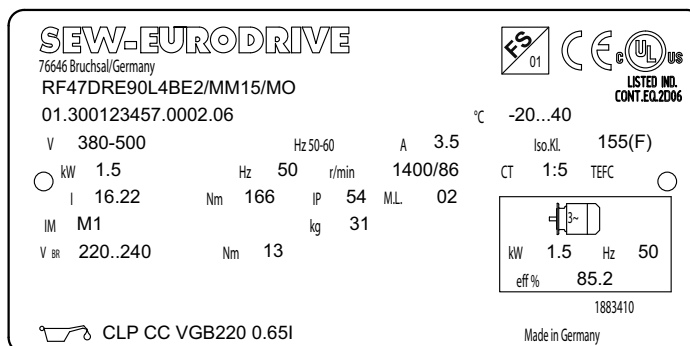 SEW-EURODRIVE
76646 Bruchsal/Germany
RF47DRE90L4BE2/MM15/MO
01.300123457.0002.06
FS 01
CE
c UL US
LISTED IND.
CONT.EQ.2D06
°C -20...40
V 380-500 Hz 50-60 A 3.5 Iso.Kl. 155(F)
kW 1.5 Hz 50 r/min 1400/86 CT 1:5 TEFC
I 16.22 Nm 166 IP 54 M.L. 02
IM M1 kg 31
V BR 220..240 Nm 13
3~
kW 1.5 Hz 50
eff % 85.2
1883410
CLP CC VGB220 0.65l
Made in Germany